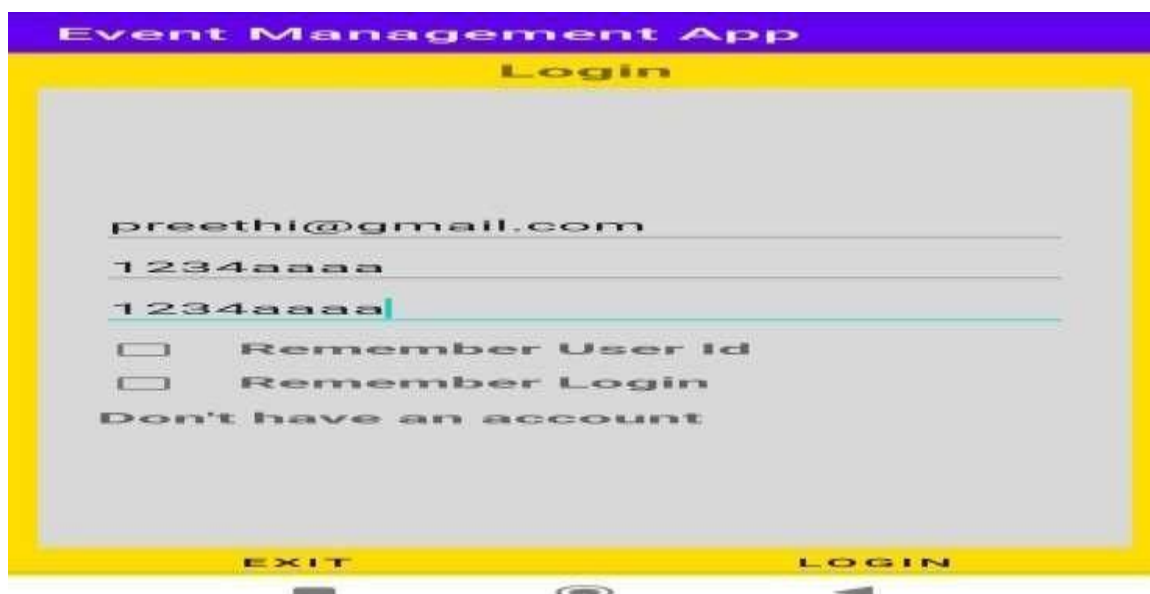 Event Management App
Login
preethi@gmail.com
1234aaaa
1234aaaa
Remember User Id
Remember Login
Don't have an account
EXIT LOGIN